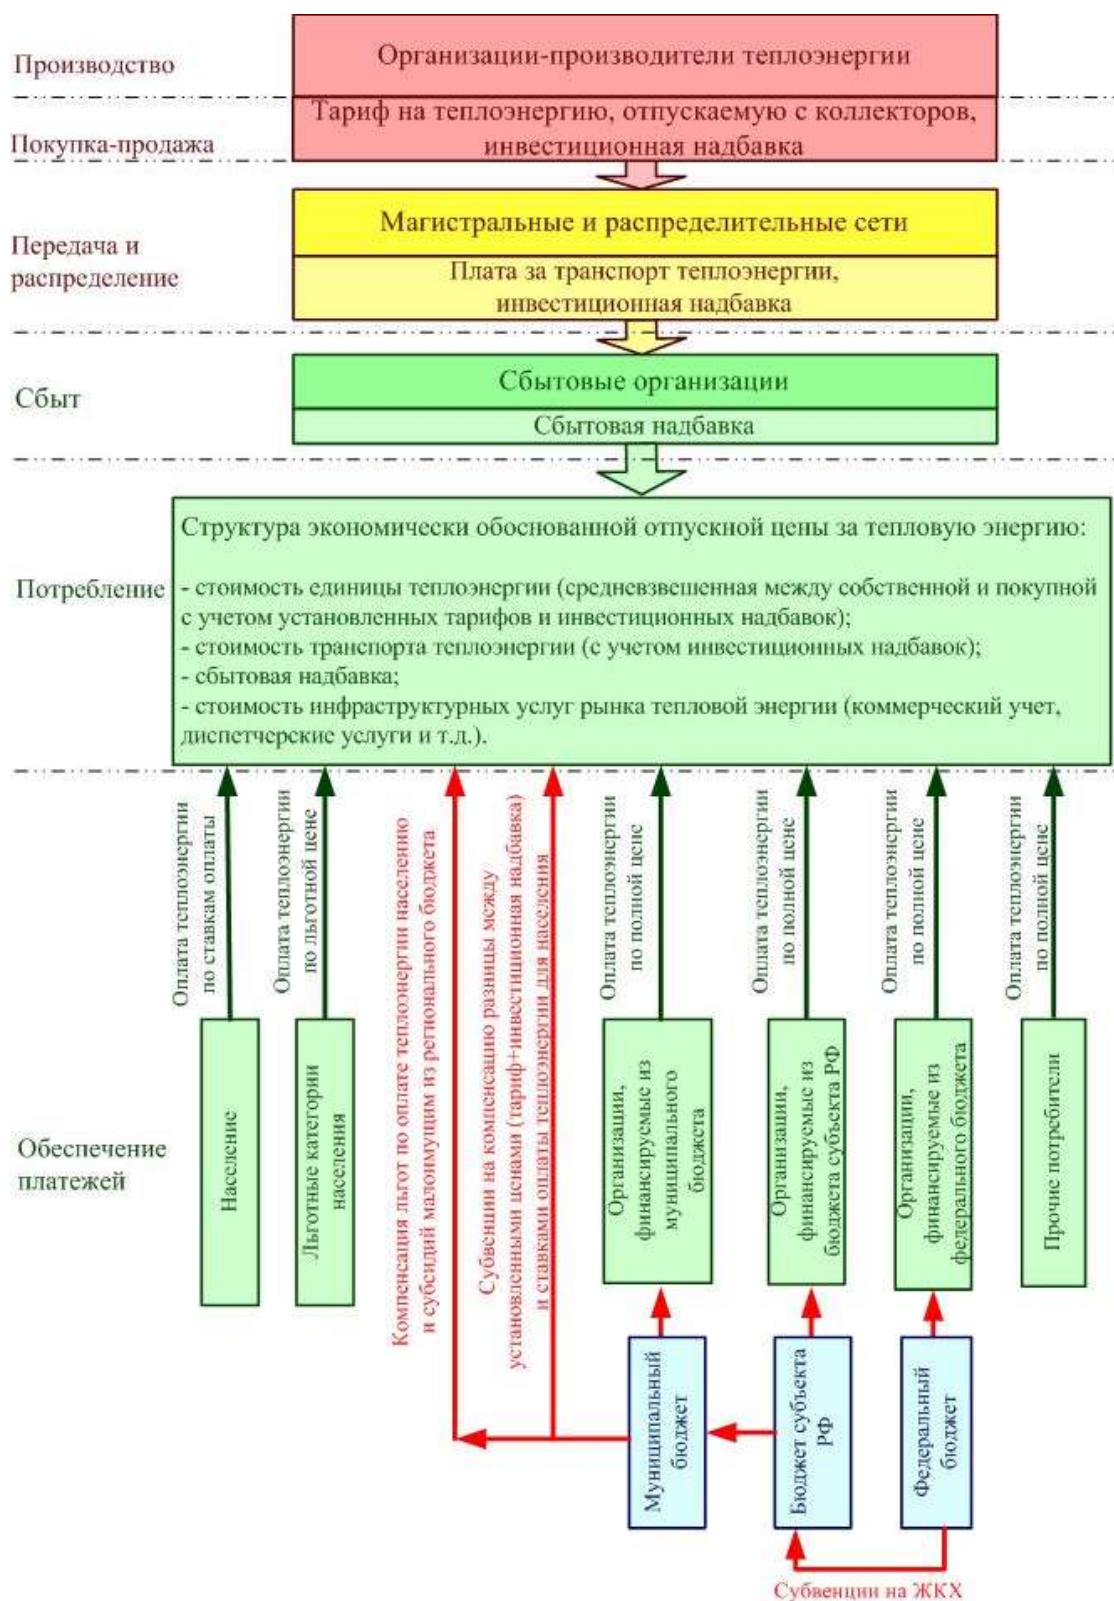 Производство
Организации-производители теплоэнергии
Покупка-продажа
Тариф на теплоэнергию, отпускаемую с коллекторов,
инвестиционная надбавка
Передача и
распределение
Магистральные и распределительные сети
Плата за транспорт теплоэнергии,
инвестиционная надбавка
Сбыт
Сбытовые организации
Сбытовая надбавка
Потребление
Структура экономически обоснованной отпускной цены за тепловую энергию:
- стоимость единицы теплоэнергии (средневзвешенная между собственной и покупной
с учетом установленных тарифов и инвестиционных надбавок);
- стоимость транспорта теплоэнергии (с учетом инвестиционных надбавок);
- сбытовая надбавка;
- стоимость инфраструктурных услуг рынка тепловой энергии (коммерческий учет,
диспетчерские услуги и т.д.).
Оплата теплоэнергии
по ставкам оплаты
Оплата теплоэнергии
по льготной цене
Компенсация льгот по оплате теплоэнергии населению
и субсидий малоимущим из регионального бюджета
Субвенции на компенсацию разницы между
установленными ценами (тариф+инвестиционная надбавка)
и ставками оплаты теплоэнергии для населения
Оплата теплоэнергии
по полной цене
Оплата теплоэнергии
по полной цене
Оплата теплоэнергии
по полной цене
Оплата теплоэнергии
по полной цене
Обеспечение
платежей
Население
Льготные категории
населения
Организации,
финансируемые из
муниципального
бюджета
Организации,
финансируемые из
бюджета субъекта РФ
Организации,
финансируемые из
федерального бюджета
Прочие потребители
Муниципальный
бюджет
Бюджет субъекта
РФ
Федеральный
бюджет
Субвенции на ЖКХ